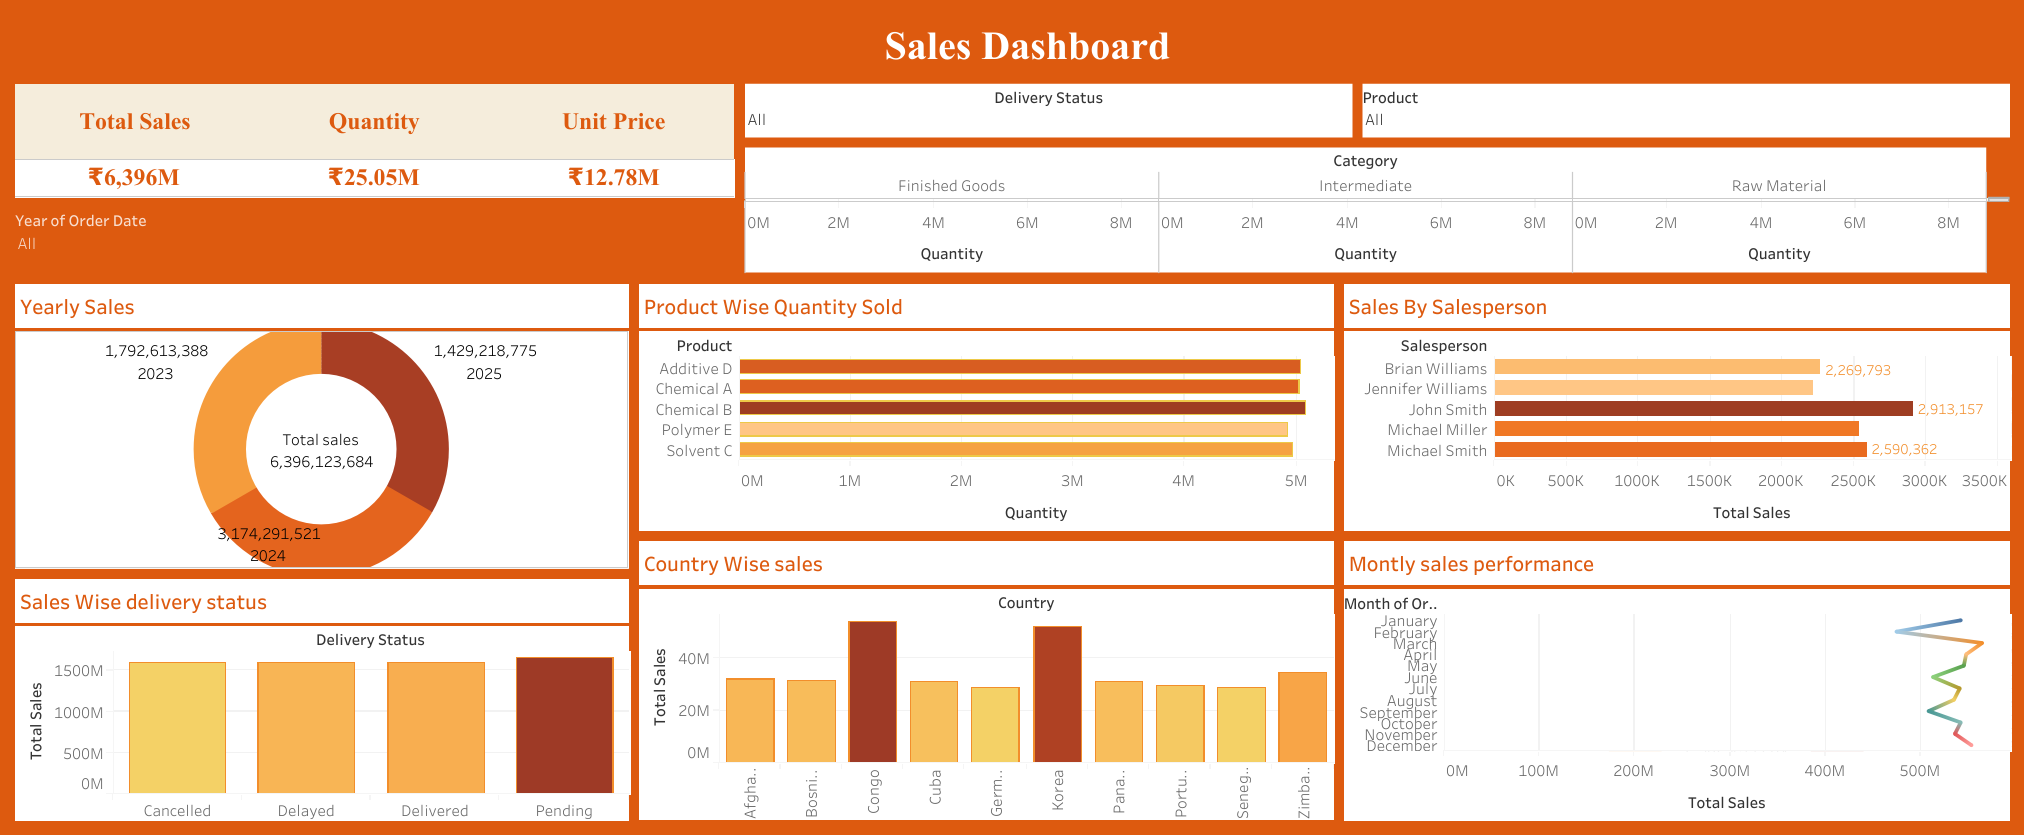 Sales Dashboard
Total Sales Quantity Unit Price
₹6,396M ₹25.05M ₹12.78M
Year of Order Date
All
Delivery Status
All
Product
All
Category
Finished Goods Intermediate Raw Material
0M 2M 4M 6M 8M 0M 2M 4M 6M 8M 0M 2M 4M 6M 8M
Quantity Quantity Quantity
Yearly Sales
1,792,613,388
2023
1,429,218,775
2025
Total sales
6,396,123,684
3,174,291,521
2024
Product Wise Quantity Sold
Product
Additive D
Chemical A
Chemical B
Polymer E
Solvent C
0M 1M 2M 3M 4M 5M
Quantity
Sales By Salesperson
Salesperson
Brian Williams 2,269,793
Jennifer Williams
John Smith 2,913,157
Michael Miller
Michael Smith 2,590,362
0K 500K 1000K 1500K 2000K 2500K 3000K 3500K
Total Sales
Sales Wise delivery status
Delivery Status
Total Sales
1500M
1000M
500M
0M
Cancelled Delayed Delivered Pending
Country Wise sales
Country
Total Sales
40M
20M
0M
Afgha.. Bosni.. Congo Cuba Germ.. Korea Pana.. Portu.. Seneg.. Zimba..
Montly sales performance
Month of Or..
January
February
March
April
May
June
July
August
September
October
November
December
0M 100M 200M 300M 400M 500M
Total Sales